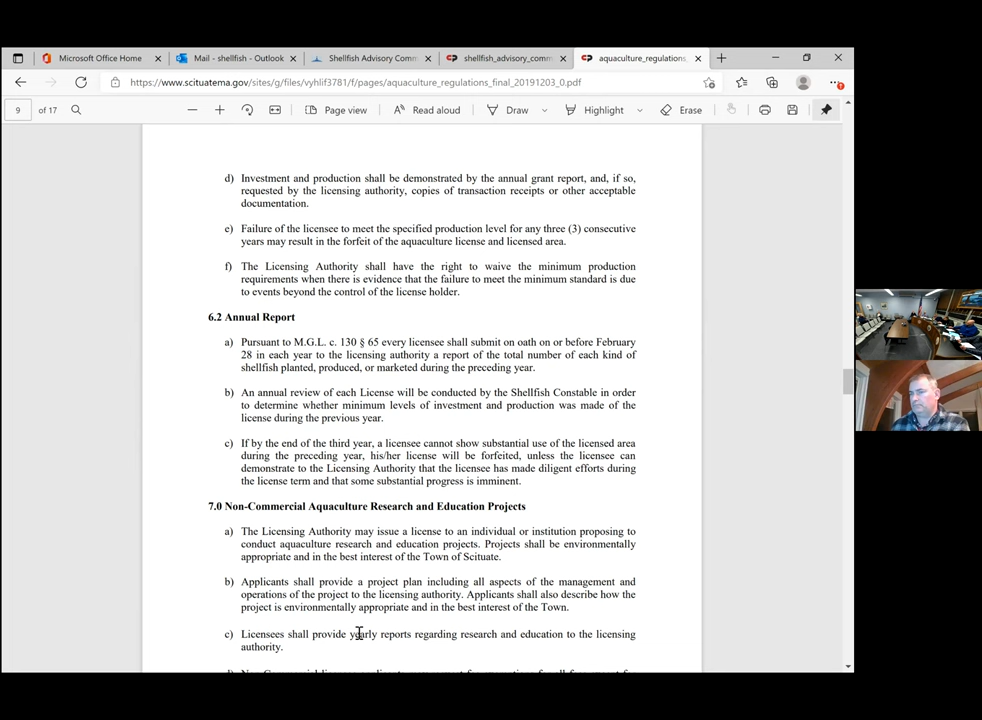 Microsoft Office Home
Mail - shellfish - Outlook
Shellfish Advisory Comm
shellfish_advisory_comm
aquaculture_regulations_
https://www.scituatema.gov/sites/g/files/vyhlif3781/f/pages/aquaculture_regulations_final_20191203_0.pdf
9 of 17
Page view
Read aloud
Draw
Highlight
Erase
d) Investment and production shall be demonstrated by the annual grant report, and, if so,
requested by the licensing authority, copies of transaction receipts or other acceptable
documentation.
e) Failure of the licensee to meet the specified production level for any three (3) consecutive
years may result in the forfeit of the aquaculture license and licensed area.
f) The Licensing Authority shall have the right to waive the minimum production
requirements when there is evidence that the failure to meet the minimum standard is due
to events beyond the control of the license holder.
6.2 Annual Report
a) Pursuant to M.G.L. c. 130 § 65 every licensee shall submit on oath on or before February
28 in each year to the licensing authority a report of the total number of each kind of
shellfish planted, produced, or marketed during the preceding year.
b) An annual review of each License will be conducted by the Shellfish Constable in order
to determine whether minimum levels of investment and production was made of the
license during the previous year.
c) If by the end of the third year, a licensee cannot show substantial use of the licensed area
during the preceding year, his/her license will be forfeited, unless the licensee can
demonstrate to the Licensing Authority that the licensee has made diligent efforts during
the license term and that some substantial progress is imminent.
7.0 Non-Commercial Aquaculture Research and Education Projects
a) The Licensing Authority may issue a license to an individual or institution proposing to
conduct aquaculture research and education projects. Projects shall be environmentally
appropriate and in the best interest of the Town of Scituate.
b) Applicants shall provide a project plan including all aspects of the management and
operations of the project to the licensing authority. Applicants shall also describe how the
project is environmentally appropriate and in the best interest of the Town.
c) Licensees shall provide yearly reports regarding research and education to the licensing
authority.